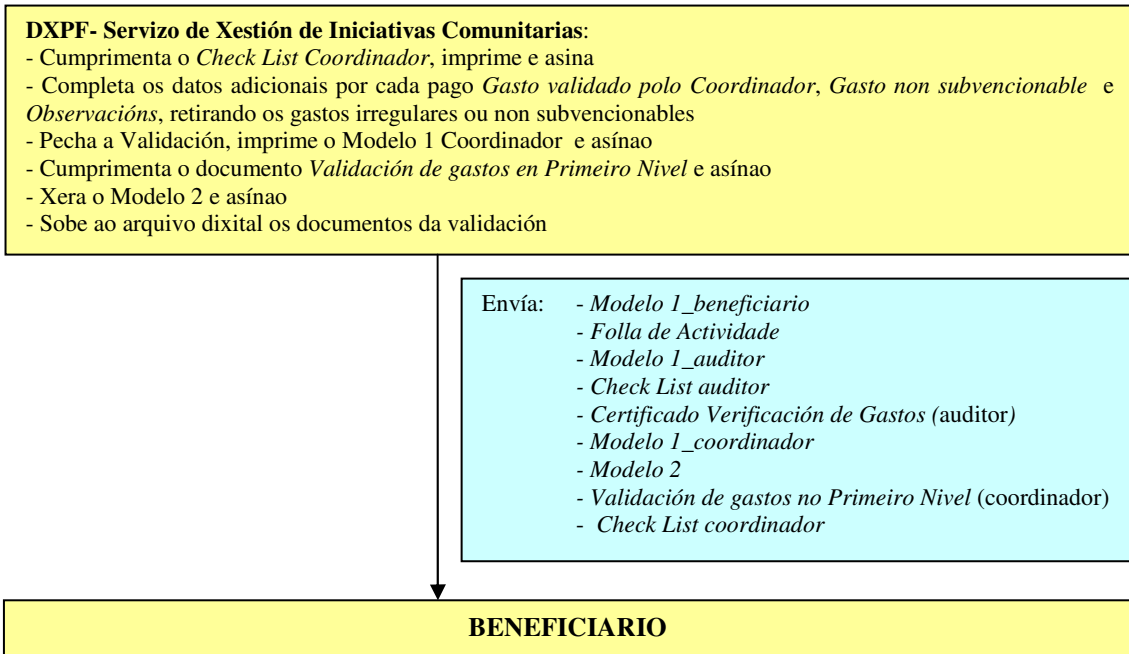 DXPF- Servizo de Xestión de Iniciativas Comunitarias:
- Cumprimenta o Check List Coordinador, imprime e asina
- Completa os datos adicionais por cada pago Gasto validado polo Coordinador, Gasto non subvencionable e
Observacións, retirando os gastos irregulares ou non subvencionables
- Pecha a Validación, imprime o Modelo 1 Coordinador e asínao
- Cumprimenta o documento Validación de gastos en Primeiro Nivel e asínao
- Xera o Modelo 2 e asínao
- Sobe ao arquivo dixital os documentos da validación
Envía: - Modelo 1_beneficiario
- Folla de Actividade
- Modelo 1_auditor
- Check List auditor
- Certificado Verificación de Gastos (auditor)
- Modelo 1_coordinador
- Modelo 2
- Validación de gastos no Primeiro Nivel (coordinador)
- Check List coordinador
BENEFICIARIO